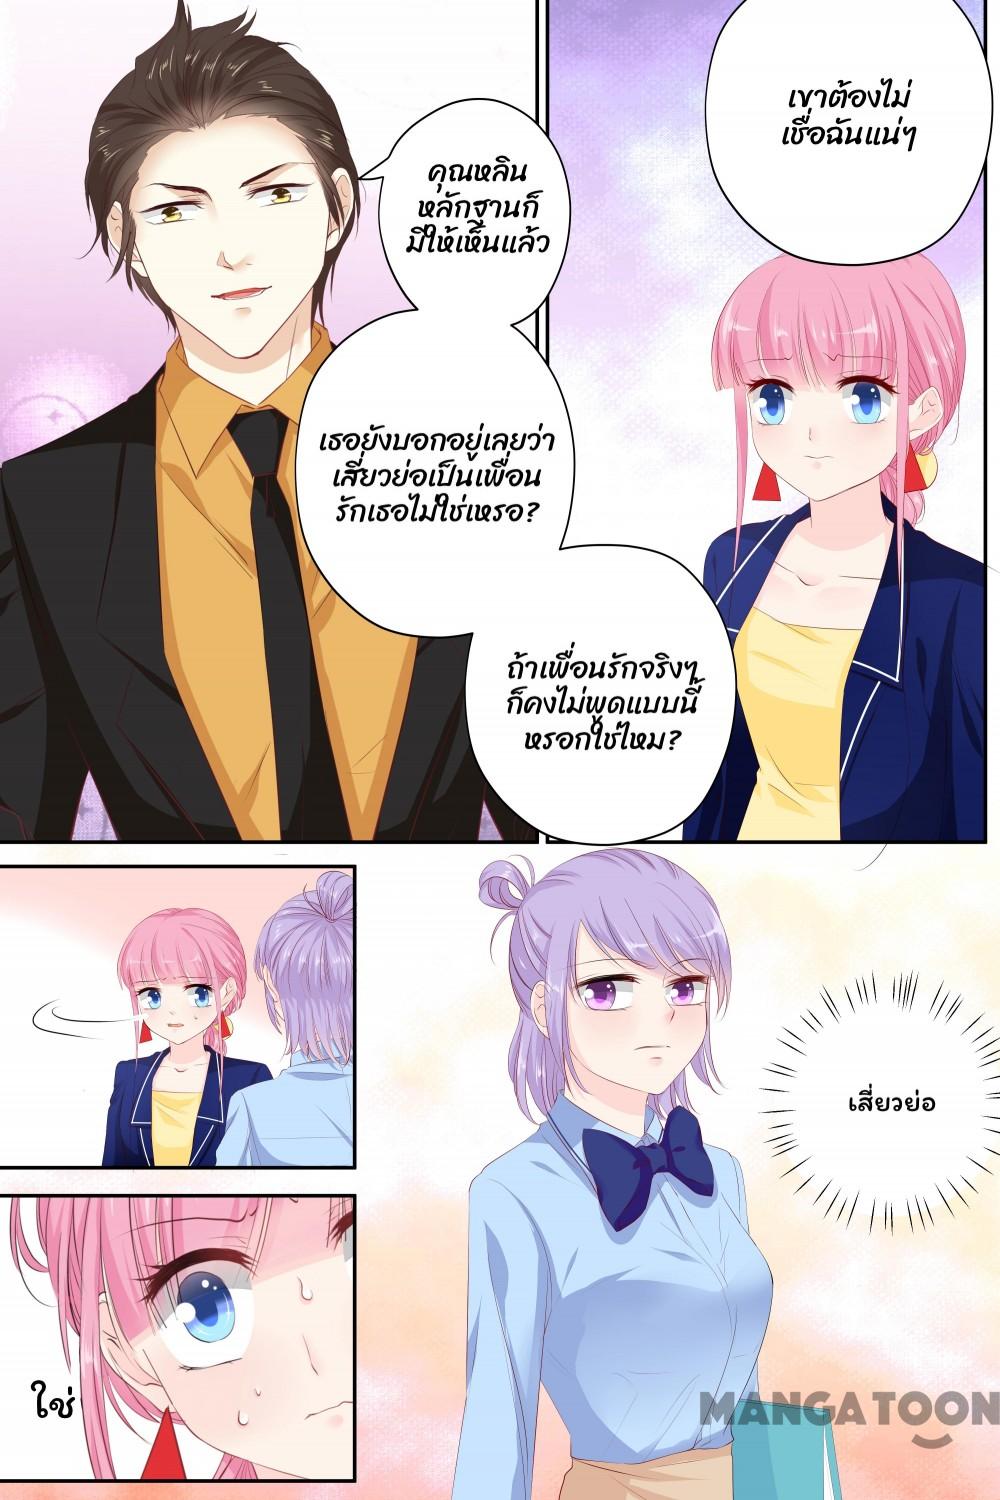 เขาต้องไม่
เชื่อฉันแน่ๆ
คุณหลิน
หลักฐานก็
มีให้เห็นแล้ว
เธอยังบอกอยู่เลยว่า
เสี่ยวย่อเป็นเพื่อน
รักเธอไม่ใช่เหรอ?
ถ้าเพื่อนรักจริงๆ
ก็คงไม่พูดแบบนี้
หรอกใช่ไหม?
เสี่ยวย่อ
ใช่
MANGATOON